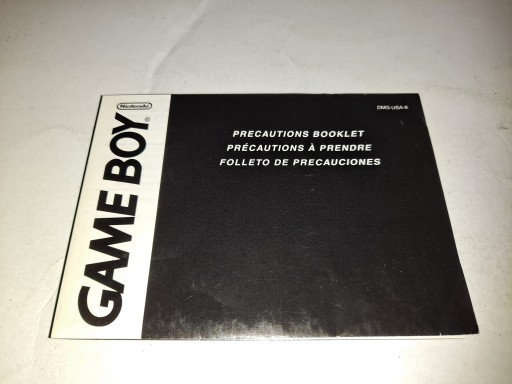 Nintendo®
GAME BOY®
DMG-USA-6
PRECAUTIONS BOOKLET
PRÉCAUTIONS À PRENDRE
FOLLETO DE PRECAUCIONES